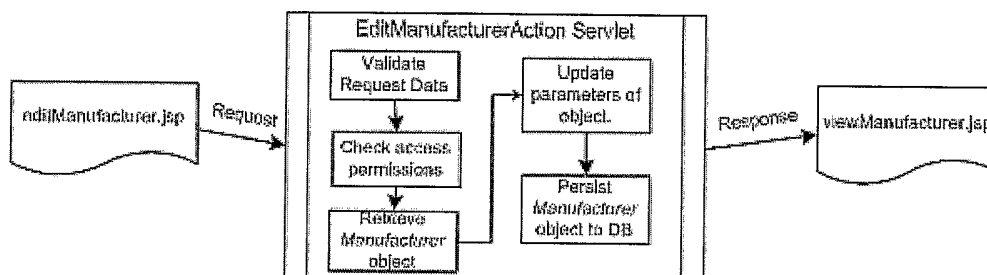 EditManufacturerAction Servlet
editManufacturer.jsp
Request
Validate
Request Data
Check access
permissions
Retrieve
Manufacturer
object
Update
parameters of
object.
Persist
Manufacturer
object to DB
Response
viewManufacturer.jsp